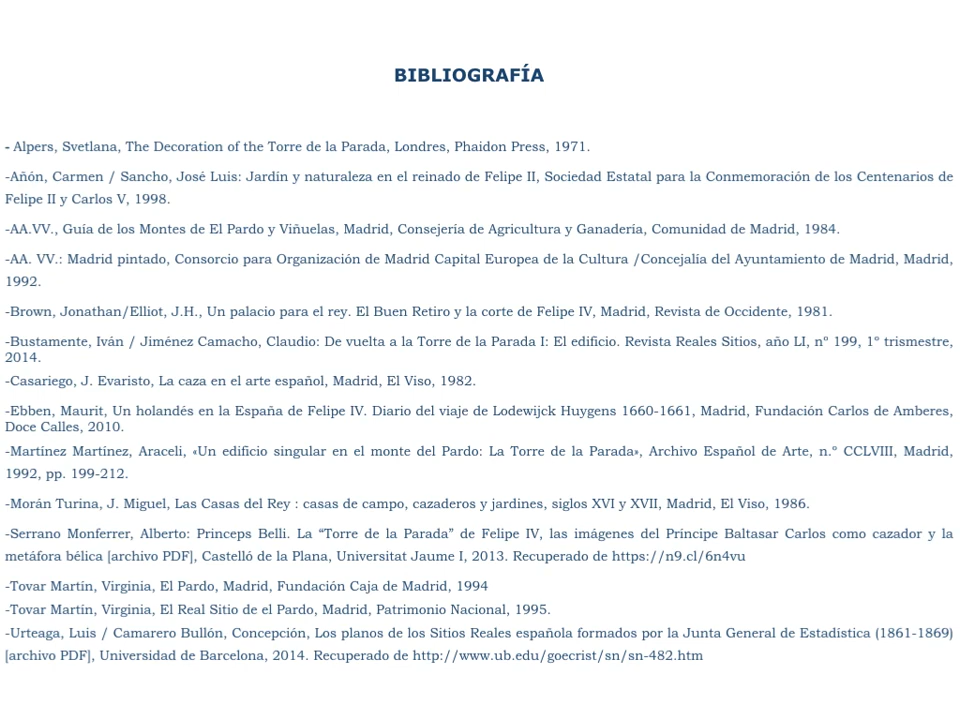 BIBLIOGRAFÍA
- Alpers, Svetlana, The Decoration of the Torre de la Parada, Londres, Phaidon Press, 1971.
-Añón, Carmen / Sancho, José Luis: Jardín y naturaleza en el reinado de Felipe II, Sociedad Estatal para la Conmemoración de los Centenarios de
Felipe II y Carlos V, 1998.
-AA.VV., Guía de los Montes de El Pardo y Viñuelas, Madrid, Consejería de Agricultura y Ganadería, Comunidad de Madrid, 1984.
-AA. VV.: Madrid pintado, Consorcio para Organización de Madrid Capital Europea de la Cultura /Concejalía del Ayuntamiento de Madrid, Madrid,
1992.
-Brown, Jonathan/Elliot, J.H., Un palacio para el rey. El Buen Retiro y la corte de Felipe IV, Madrid, Revista de Occidente, 1981.
-Bustamente, Iván / Jiménez Camacho, Claudio: De vuelta a la Torre de la Parada I: El edificio. Revista Reales Sitios, año LI, nº 199, 1º trismestre,
2014.
-Casariego, J. Evaristo, La caza en el arte español, Madrid, El Viso, 1982.
-Ebben, Maurit, Un holandés en la España de Felipe IV. Diario del viaje de Lodewijck Huygens 1660-1661, Madrid, Fundación Carlos de Amberes,
Doce Calles, 2010.
-Martínez Martínez, Araceli, «Un edificio singular en el monte del Pardo: La Torre de la Parada», Archivo Español de Arte, n.º CCLVIII, Madrid,
1992, pp. 199-212.
-Morán Turina, J. Miguel, Las Casas del Rey : casas de campo, cazaderos y jardines, siglos XVI y XVII, Madrid, El Viso, 1986.
-Serrano Monferrer, Alberto: Princeps Belli. La “Torre de la Parada” de Felipe IV, las imágenes del Príncipe Baltasar Carlos como cazador y la
metáfora bélica [archivo PDF], Castelló de la Plana, Universitat Jaume I, 2013. Recuperado de https://n9.cl/6n4vu
-Tovar Martín, Virginia, El Pardo, Madrid, Fundación Caja de Madrid, 1994
-Tovar Martín, Virginia, El Real Sitio de el Pardo, Madrid, Patrimonio Nacional, 1995.
-Urteaga, Luis / Camarero Bullón, Concepción, Los planos de los Sitios Reales española formados por la Junta General de Estadística (1861-1869)
[archivo PDF], Universidad de Barcelona, 2014. Recuperado de http://www.ub.edu/goecrist/sn/sn-482.htm